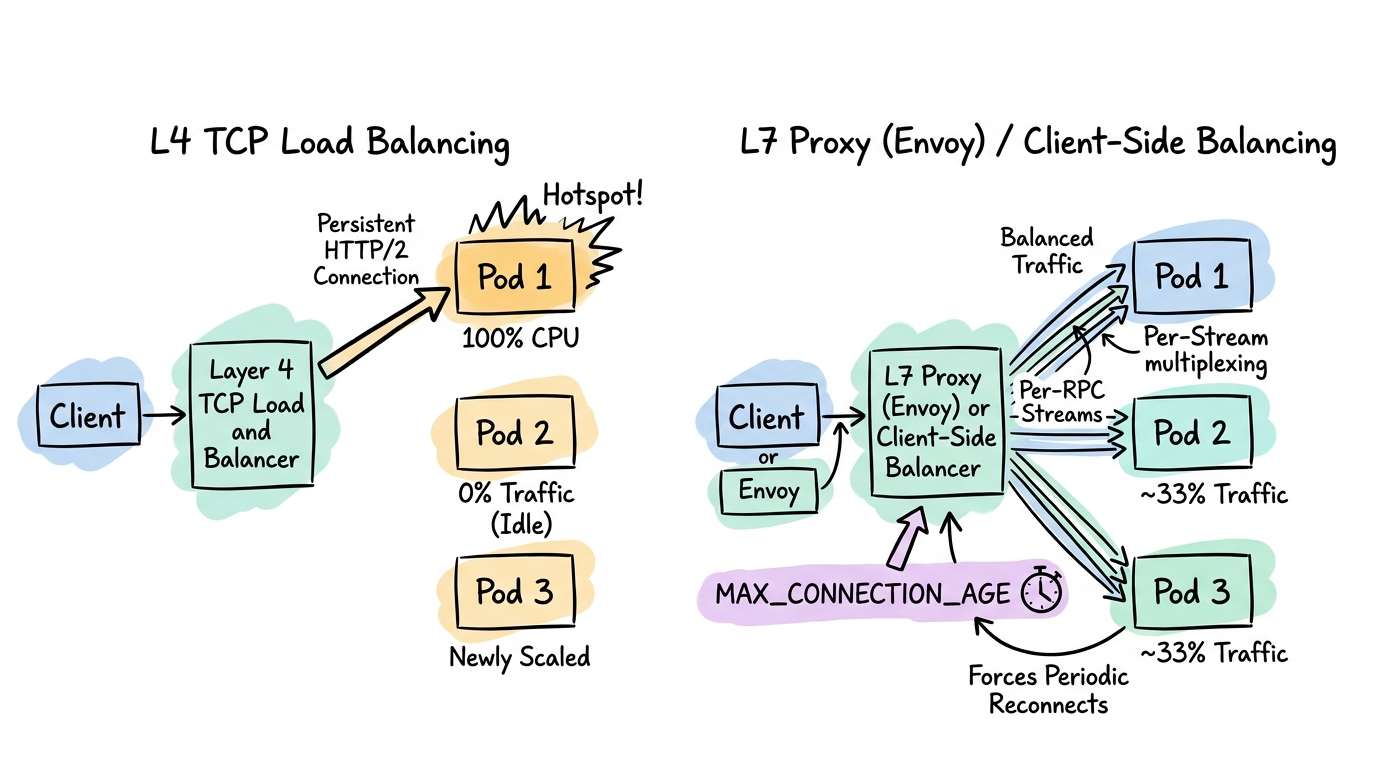 L4 TCP Load Balancing
Hotspot!
Persistent
HTTP/2
Connection
Pod 1
100% CPU
Client
Layer 4
TCP Load
and
Balancer
Pod 2
0% Traffic
(Idle)
Pod 3
Newly Scaled
L7 Proxy (Envoy) / Client-Side Balancing
Balanced
Traffic
Pod 1
Per-Stream
multiplexing
Per-RPC
Streams
Client
or
Envoy
L7 Proxy
(Envoy) or
Client-Side
Balancer
Pod 2
~33% Traffic
MAX_CONNECTION_AGE
Pod 3
~33% Traffic
Forces Periodic
Reconnects